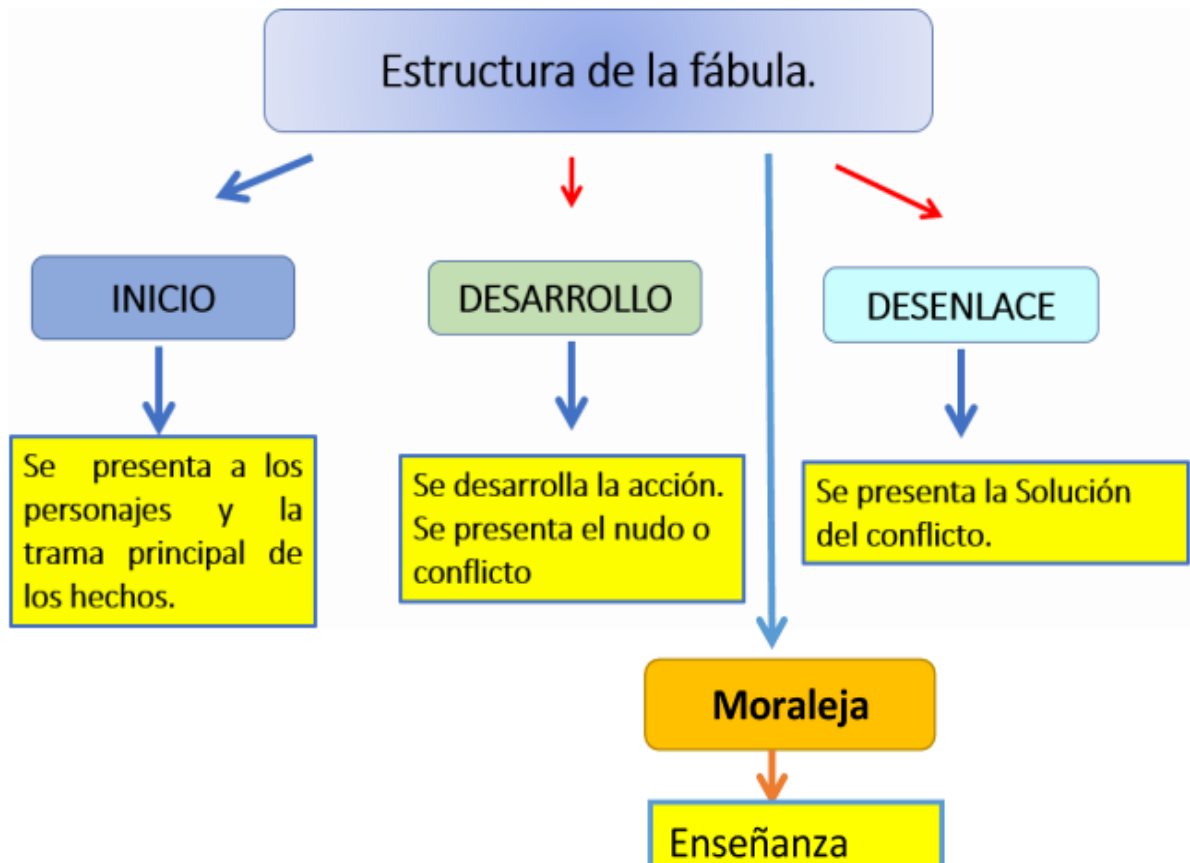 Estructura de la fábula.
INICIO
DESARROLLO
DESENLACE
Se presenta a los
personajes y la
trama principal de
los hechos.
Se desarrolla la acción.
Se presenta el nudo o
conflicto
Se presenta la Solución
del conflicto.
Moraleja
Enseñanza